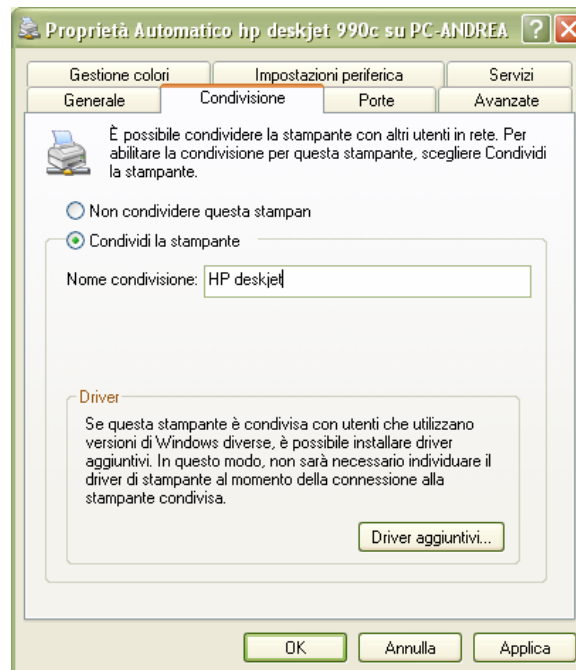 Proprietà Automatico hp deskjet 990c su PC-ANDREA
Gestione colori Impostazioni periferica Servizi
Generale Condivisione Porte Avanzate
È possibile condividere la stampante con altri utenti in rete. Per
abilitare la condivisione per questa stampante, scegliere Condividi
la stampante.
Non condividere questa stampan
Condividi la stampante
Nome condivisione: HP deskjet
Driver
Se questa stampante è condivisa con utenti che utilizzano
versioni di Windows diverse, è possibile installare driver
aggiuntivi. In questo modo, non sarà necessario individuare il
driver di stampante al momento della connessione alla
stampante condivisa.
Driver aggiuntivi...
OK Annulla Applica